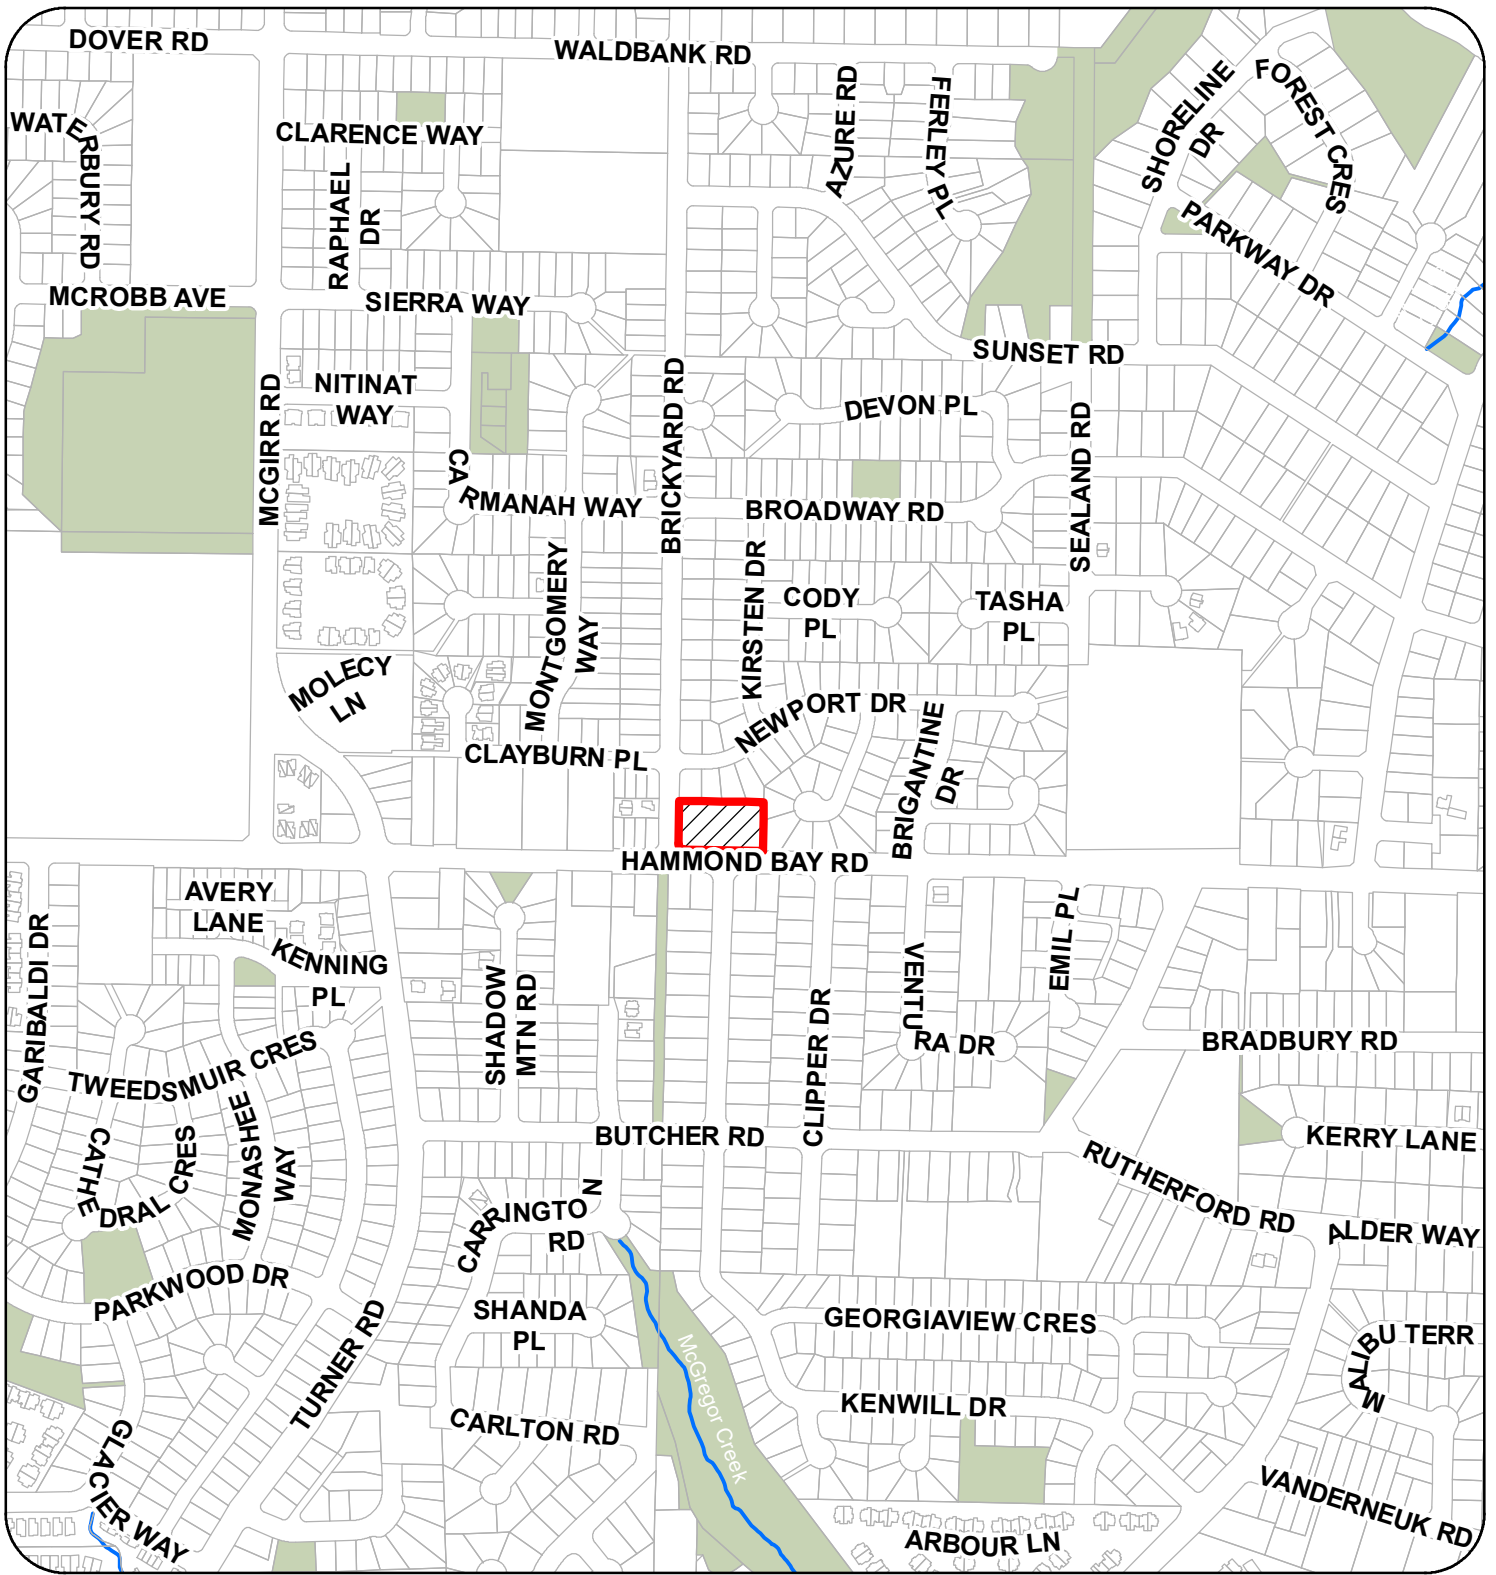 DOVER RD
WALDBANK RD
WATERBURY RD
CLARENCE WAY
RAPHAEL
DR
AZURE RD
FERLEY PL
SHORELINE
DR
FOREST CRES
PARKWAY DR
MCROBB AVE
SIERRA WAY
SUNSET RD
NITINAT
WAY
MCGIRR RD
BRICKYARD RD
DEVON PL
SEALAND RD
CARMANAH WAY
BROADWAY RD
MONTGOMERY
WAY
KIRSTEN DR
CODY
PL
TASHA
PL
MOLECY
LN
NEWPORT DR
BRIGANTINE
DR
CLAYBURN PL
HAMMOND BAY RD
AVERY
LANE
GARIBALDI DR
KENNING
PL
SHADOW
MTN RD
CLIPPER DR
VENTURA DR
EMIL PL
BRADBURY RD
TWEEDSMUIR CRES
CATHEDRAL CRES
MONASHEE
WAY
BUTCHER RD
KERRY LANE
RUTHERFORD RD
ALDER WAY
CARRINGTON
RD
PARKWOOD DR
TURNER RD
SHANDA
PL
GEORGIAVIEW CRES
MALIBU TERR
McGregor Creek
KENWILL DR
CARLTON RD
GLACIER WAY
VANDERNEUK RD
ARBOUR LN